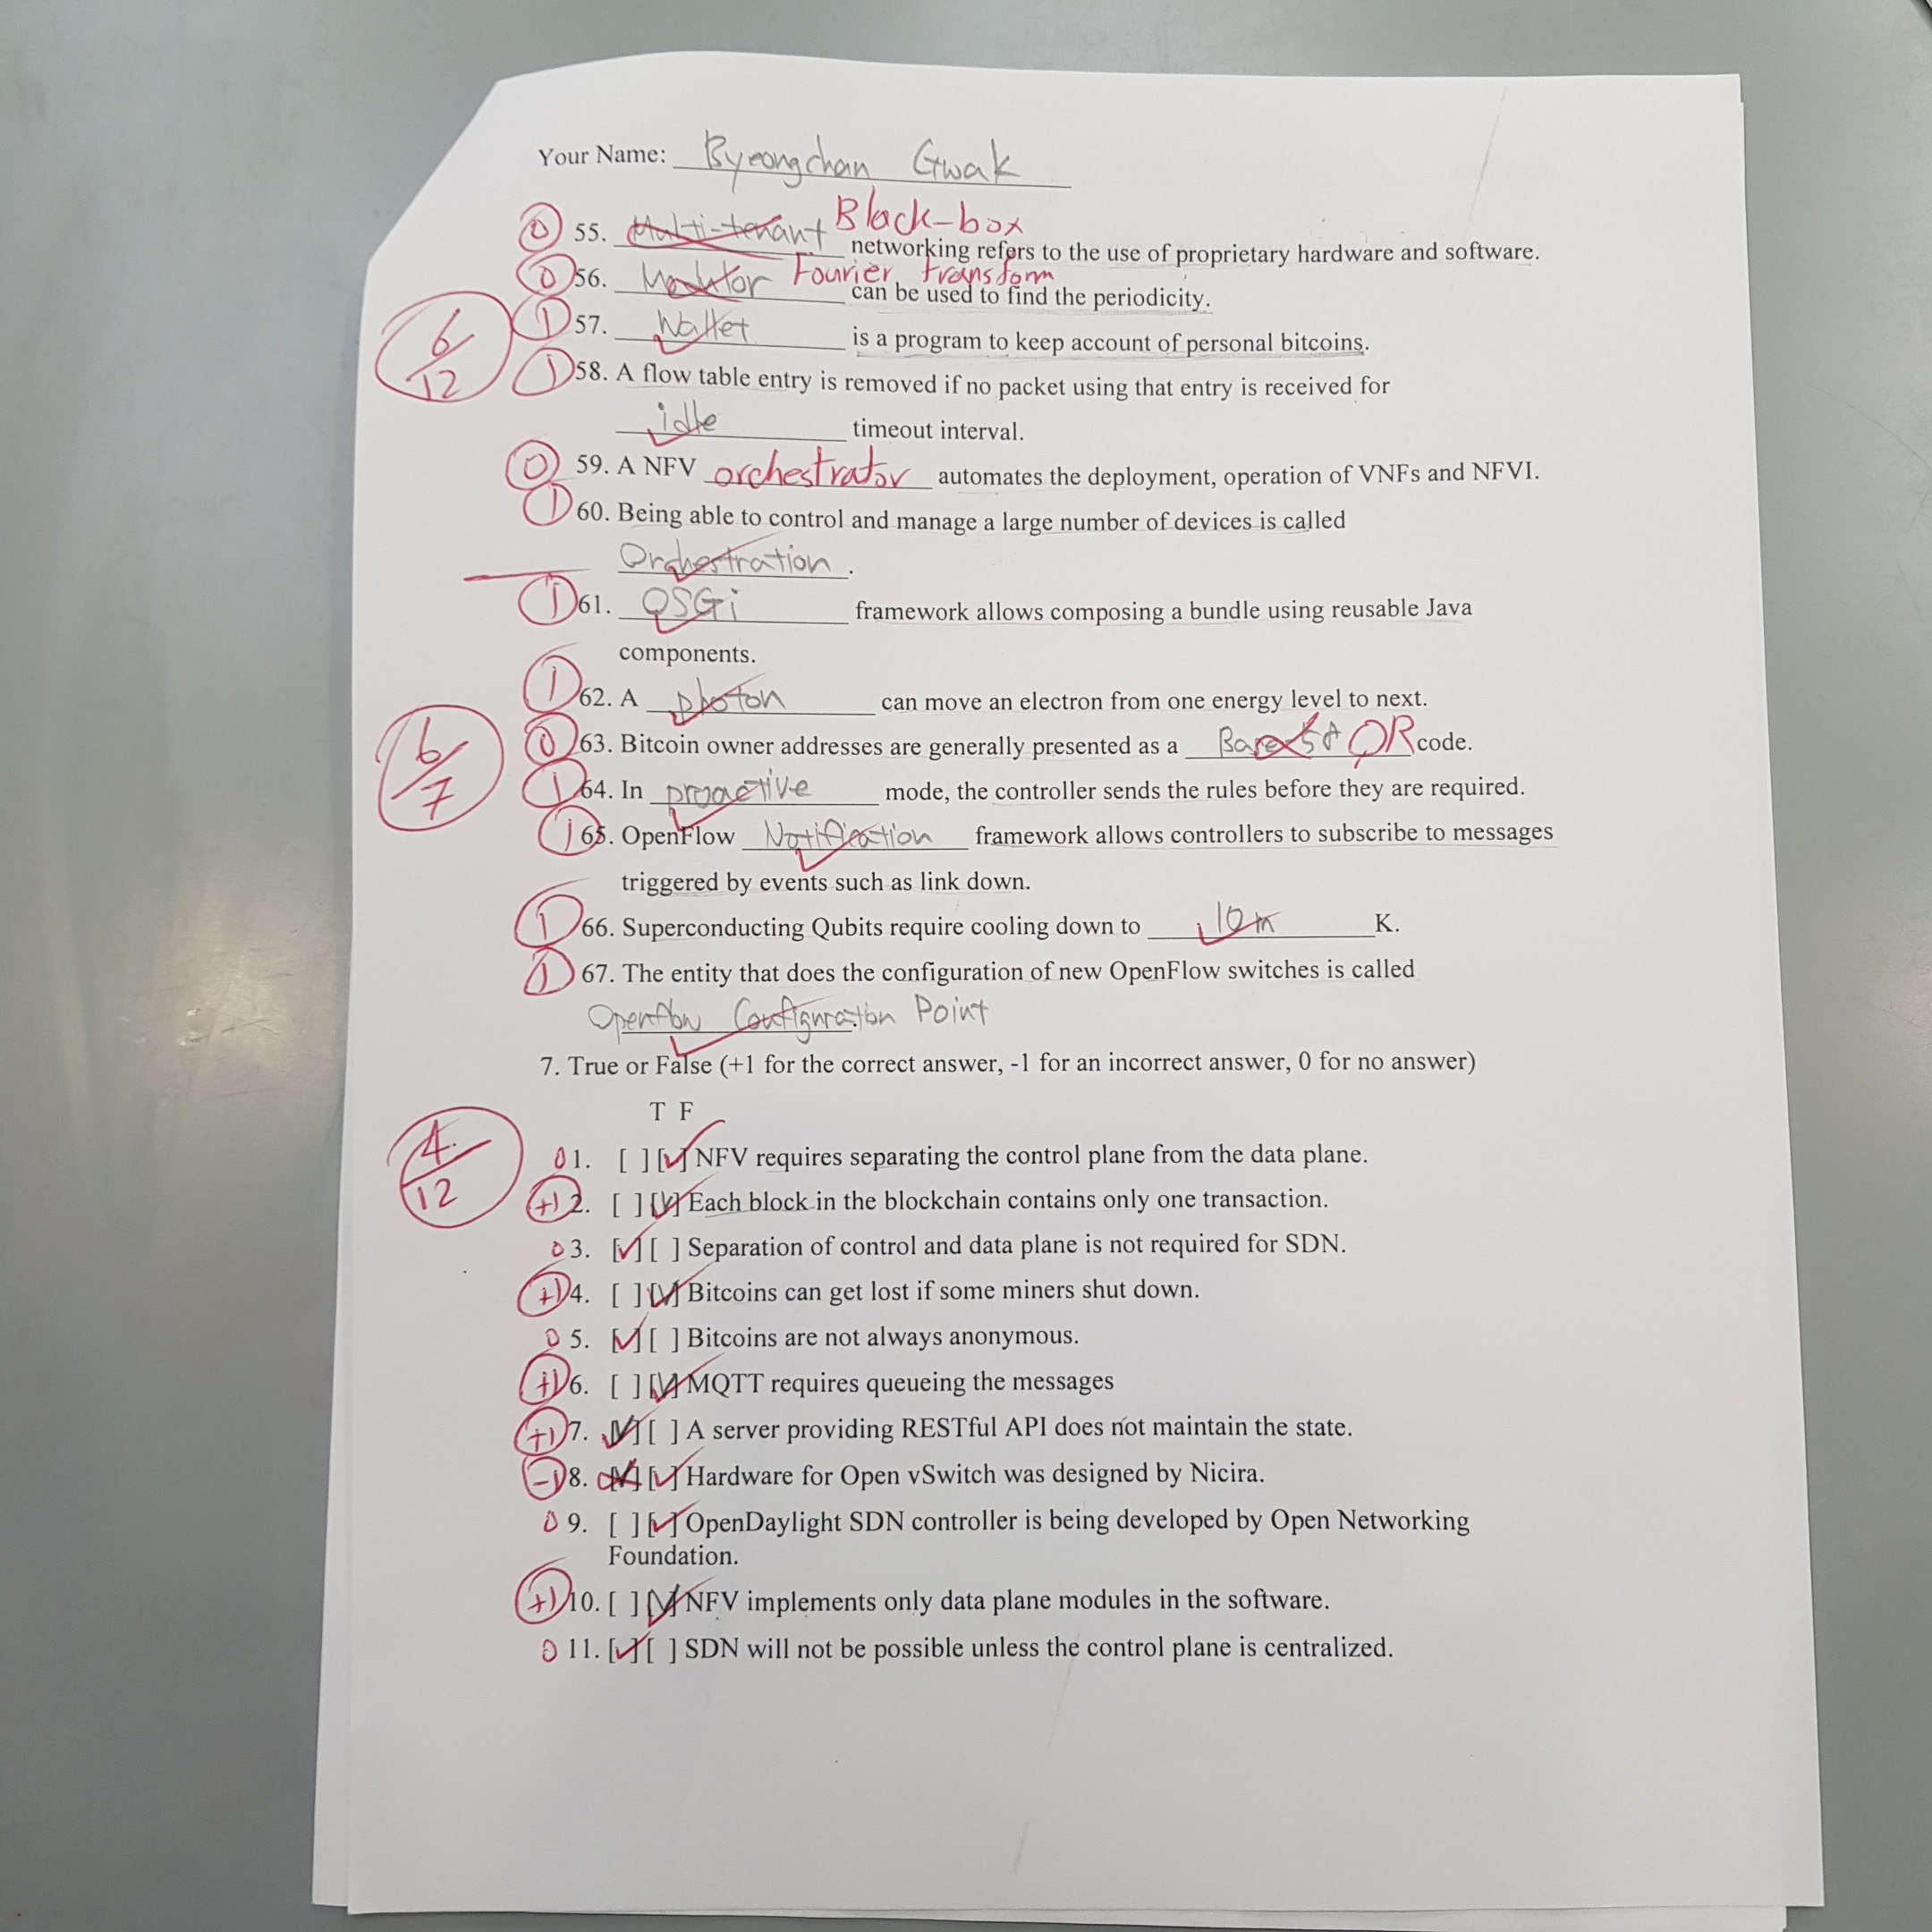 Your Name: Byeongchan Gwak
0 55. Multi-tenant Black-box networking refers to the use of proprietary hardware and software.
0 56. Fourier transform can be used to find the periodicity.
6/12
1 57. Wallet is a program to keep account of personal bitcoins.
1 58. A flow table entry is removed if no packet using that entry is received for
idle timeout interval.
0 59. A NFV orchestrator automates the deployment, operation of VNFs and NFVI.
1 60. Being able to control and manage a large number of devices is called
Orchestration.
1 61. OSGi framework allows composing a bundle using reusable Java
components.
1 62. A photon can move an electron from one energy level to next.
0 63. Bitcoin owner addresses are generally presented as a QR code.
6/7
1 64. In proactive mode, the controller sends the rules before they are required.
1 65. OpenFlow Notification framework allows controllers to subscribe to messages
triggered by events such as link down.
1 66. Superconducting Qubits require cooling down to 10m K.
1 67. The entity that does the configuration of new OpenFlow switches is called
Openflow Configuration Point
7. True or False (+1 for the correct answer, -1 for an incorrect answer, 0 for no answer)
T F
4/12
0 1. [ ][✓] NFV requires separating the control plane from the data plane.
+1 2. [ ][✓] Each block in the blockchain contains only one transaction.
0 3. [✓][ ] Separation of control and data plane is not required for SDN.
+1 4. [ ][✓] Bitcoins can get lost if some miners shut down.
0 5. [✓][ ] Bitcoins are not always anonymous.
+1 6. [ ][✓] MQTT requires queueing the messages
+1 7. [✓][ ] A server providing RESTful API does not maintain the state.
-1 8. [✓][✓] Hardware for Open vSwitch was designed by Nicira.
0 9. [ ][✓] OpenDaylight SDN controller is being developed by Open Networking
Foundation.
+1 10. [ ][✓] NFV implements only data plane modules in the software.
0 11. [✓][ ] SDN will not be possible unless the control plane is centralized.